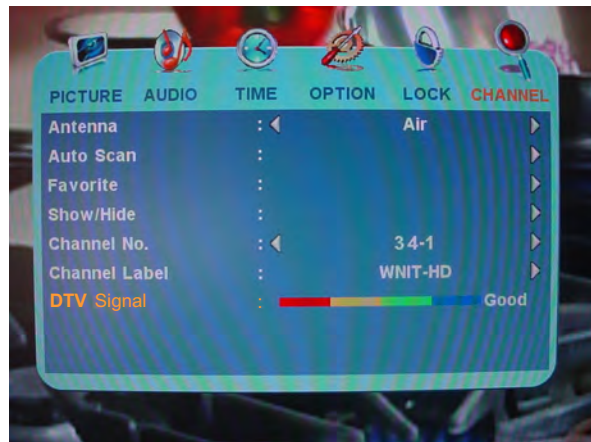 PICTURE AUDIO TIME OPTION LOCK CHANNEL
Antenna : Air
Auto Scan :
Favorite :
Show/Hide :
Channel No. : 34-1
Channel Label : WNIT-HD
DTV Signal : Good